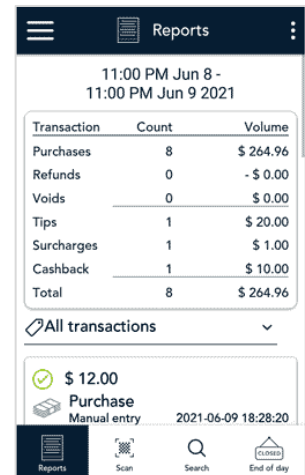 Reports
11:00 PM Jun 8 -
11:00 PM Jun 9 2021
Transaction Count Volume
Purchases 8 $ 264.96
Refunds 0 - $ 0.00
Voids 0 $ 0.00
Tips 1 $ 20.00
Surcharges 1 $ 1.00
Cashback 1 $ 10.00
Total 8 $ 264.96
All transactions
$ 12.00
Purchase
Manual entry 2021-06-09 18:28:20
Reports Scan Search CLOSED End of day